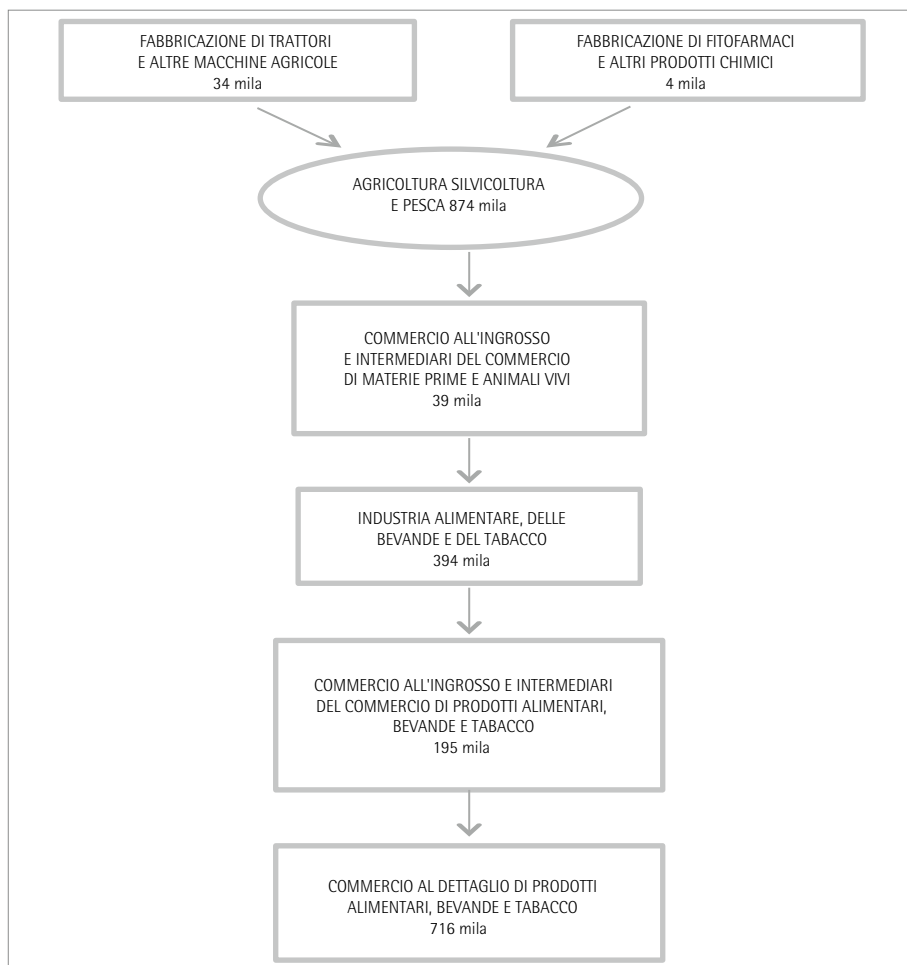 FABBRICAZIONE DI TRATTORI
E ALTRE MACCHINE AGRICOLE
34 mila
FABBRICAZIONE DI FITOFARMACI
E ALTRI PRODOTTI CHIMICI
4 mila
AGRICOLTURA SILVICOLTURA
E PESCA 874 mila
COMMERCIO ALL'INGROSSO
E INTERMEDIARI DEL COMMERCIO
DI MATERIE PRIME E ANIMALI VIVI
39 mila
INDUSTRIA ALIMENTARE, DELLE
BEVANDE E DEL TABACCO
394 mila
COMMERCIO ALL'INGROSSO E INTERMEDIARI
DEL COMMERCIO DI PRODOTTI ALIMENTARI,
BEVANDE E TABACCO
195 mila
COMMERCIO AL DETTAGLIO DI PRODOTTI
ALIMENTARI, BEVANDE E TABACCO
716 mila